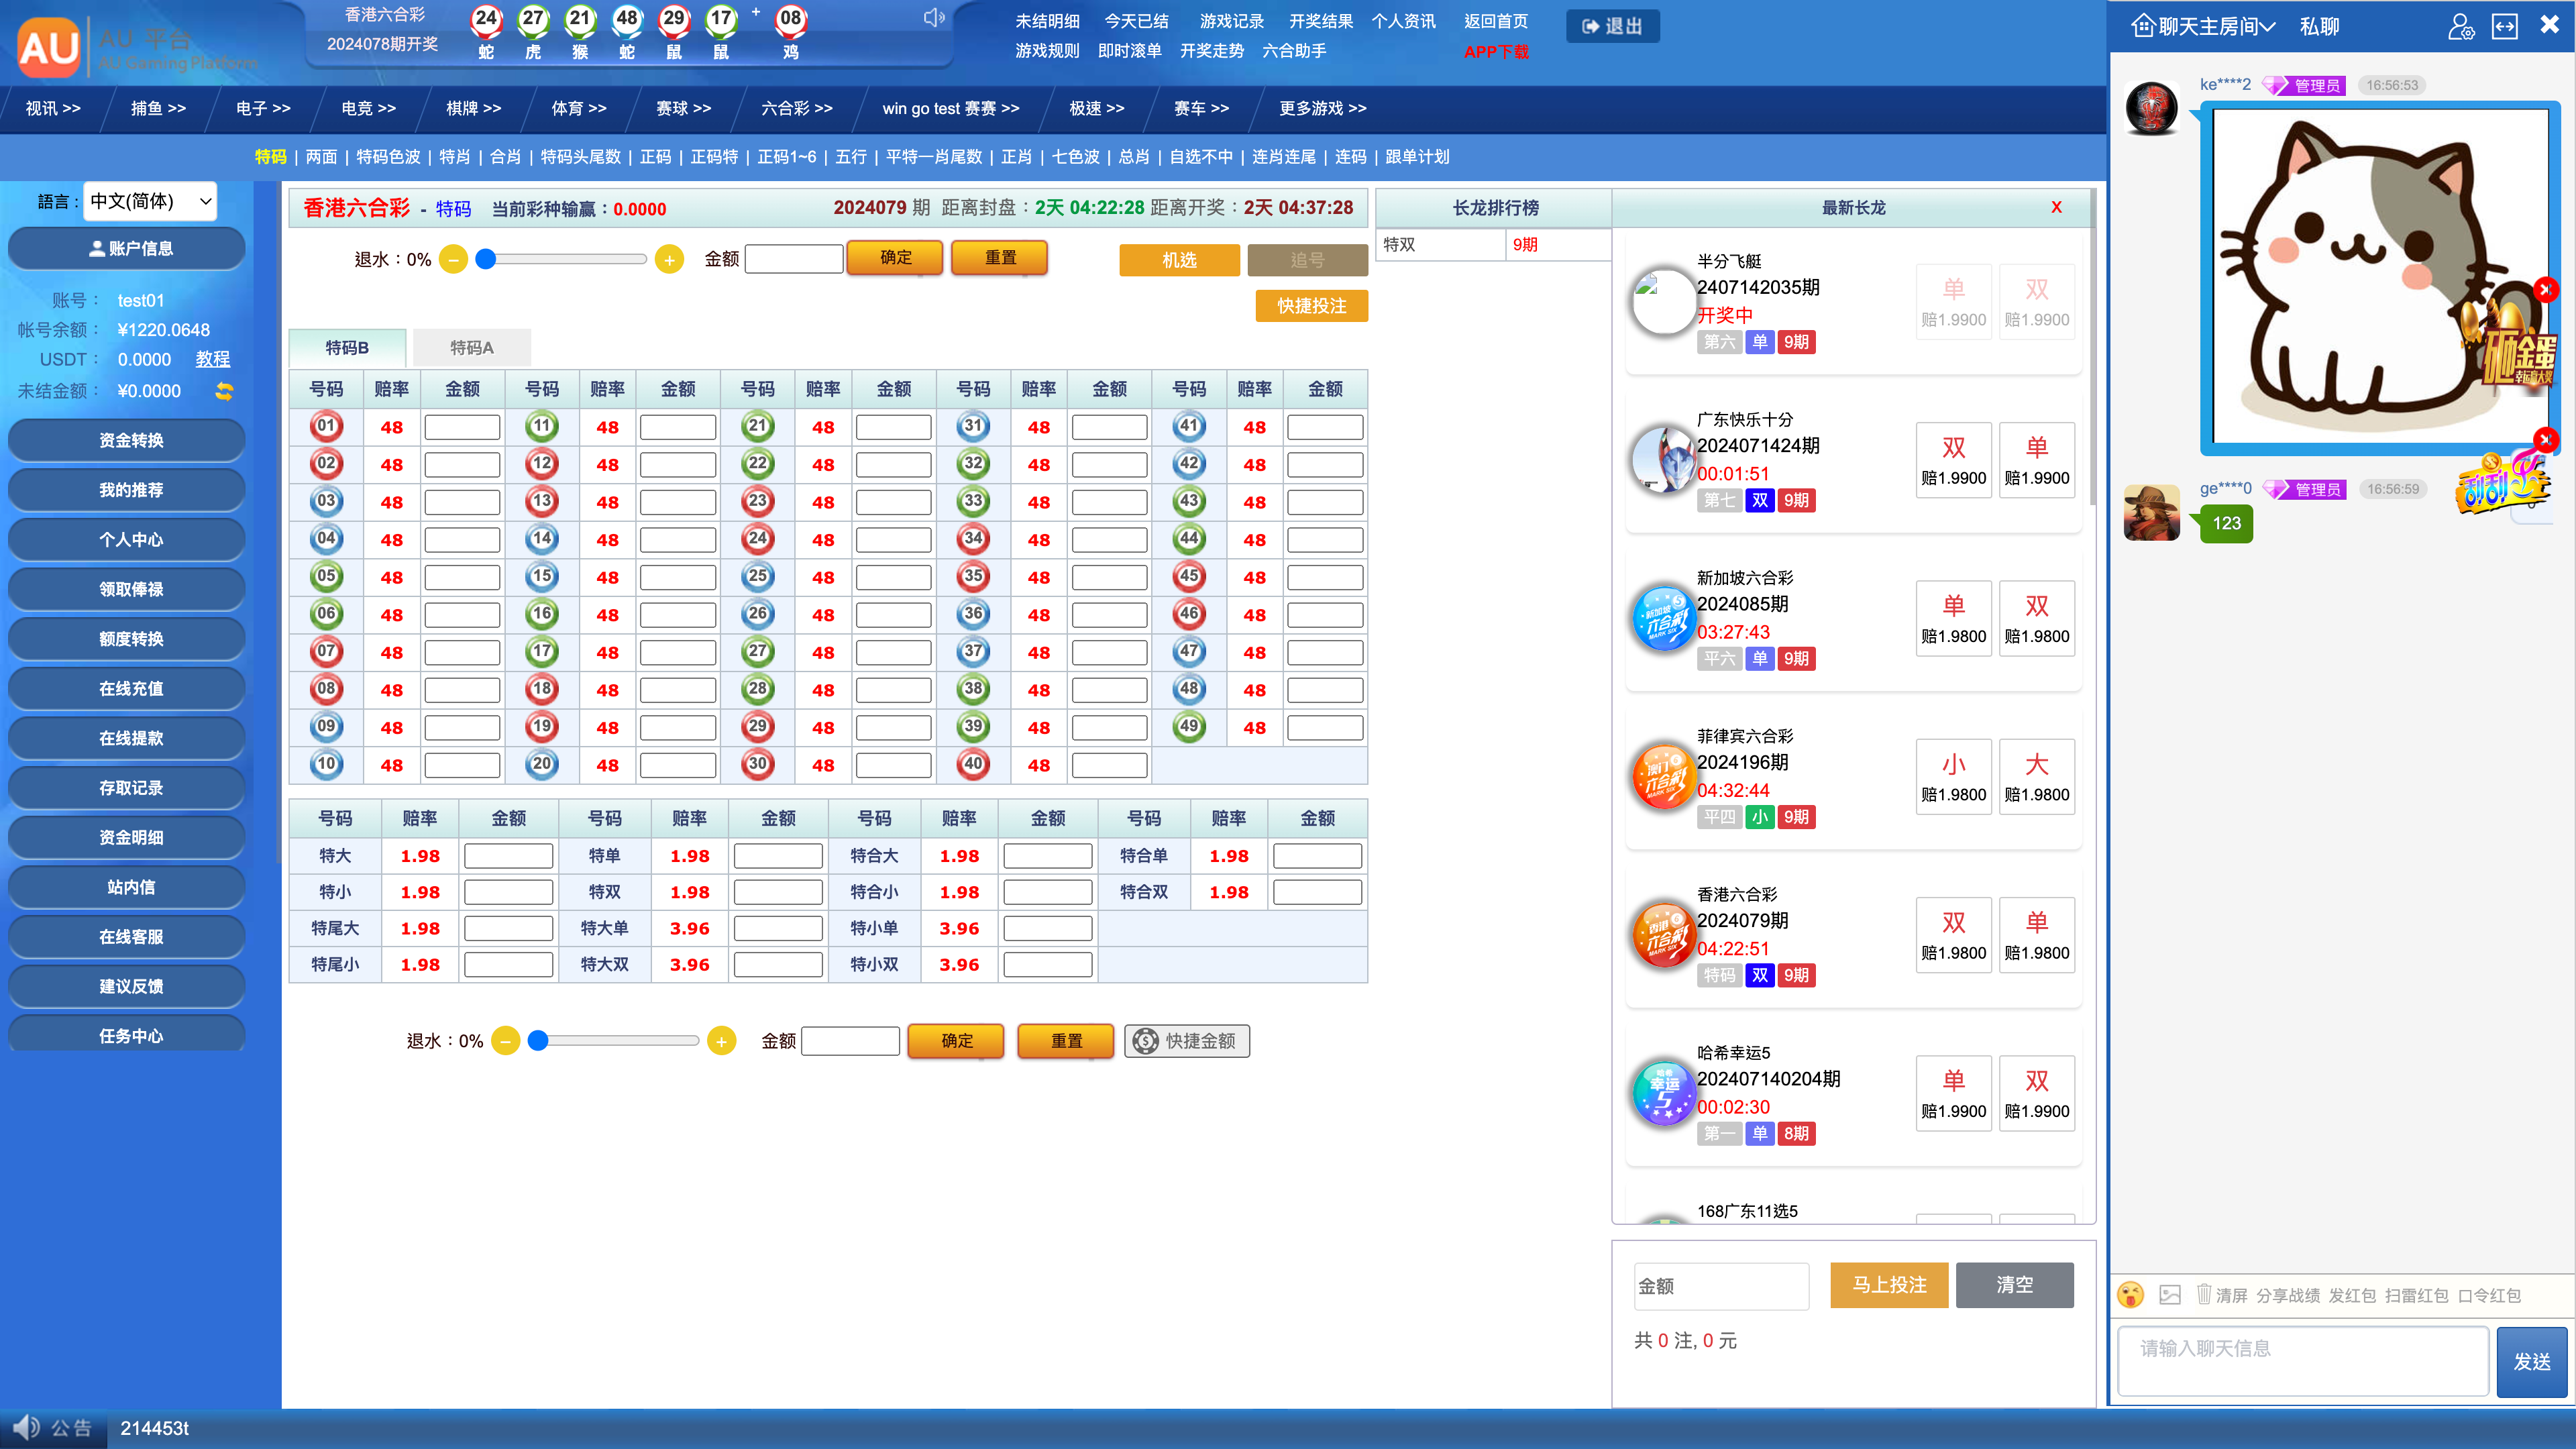 AU 平台
AU Gaming Platform
香港六合彩
2024078期开奖
24 27 21 48 29 17 + 08
蛇 虎 猴 蛇 鼠 鼠 鸡
未结明细 今天已结 游戏记录 开奖结果 个人资讯 返回首页
游戏规则 即时滚单 开奖走势 六合助手 APP下载
退出
视讯 >> 捕鱼 >> 电子 >> 电竞 >> 棋牌 >> 体育 >> 赛球 >> 六合彩 >> win go test 赛赛 >> 极速 >> 赛车 >> 更多游戏 >>
特码 | 两面 | 特码色波 | 特肖 | 合肖 | 特码头尾数 | 正码 | 正码特 | 正码1~6 | 五行 | 平特一肖尾数 | 正肖 | 七色波 | 总肖 | 自选不中 | 连肖连尾 | 连码 | 跟单计划
語言 : 中文(简体)
账户信息
账号： test01
帐号余额： ¥1220.0648
USDT： 0.0000 教程
未结金额： ¥0.0000
资金转换
我的推荐
个人中心
领取俸禄
额度转换
在线充值
在线提款
存取记录
资金明细
站内信
在线客服
建议反馈
任务中心
香港六合彩 - 特码 当前彩种输赢：0.0000 2024079 期 距离封盘：2天 04:22:28 距离开奖：2天 04:37:28
退水：0% − + 金额 确定 重置 机选 追号
快捷投注
特码B 特码A
号码 赔率 金额 号码 赔率 金额 号码 赔率 金额 号码 赔率 金额 号码 赔率 金额
01 48 11 48 21 48 31 48 41 48
02 48 12 48 22 48 32 48 42 48
03 48 13 48 23 48 33 48 43 48
04 48 14 48 24 48 34 48 44 48
05 48 15 48 25 48 35 48 45 48
06 48 16 48 26 48 36 48 46 48
07 48 17 48 27 48 37 48 47 48
08 48 18 48 28 48 38 48 48 48
09 48 19 48 29 48 39 48 49 48
10 48 20 48 30 48 40 48
号码 赔率 金额 号码 赔率 金额 号码 赔率 金额 号码 赔率 金额
特大 1.98 特单 1.98 特合大 1.98 特合单 1.98
特小 1.98 特双 1.98 特合小 1.98 特合双 1.98
特尾大 1.98 特大单 3.96 特小单 3.96
特尾小 1.98 特大双 3.96 特小双 3.96
退水：0% − + 金额 确定 重置 快捷金额
长龙排行榜
特双 9期
最新长龙 X
半分飞艇
2407142035期
开奖中
第六 单 9期
单 赔1.9900 双 赔1.9900
广东快乐十分
2024071424期
00:01:51
第七 双 9期
双 赔1.9900 单 赔1.9900
新加坡六合彩
2024085期
03:27:43
平六 单 9期
单 赔1.9800 双 赔1.9800
新加坡 六合彩 MARK SIX
菲律宾六合彩
2024196期
04:32:44
平四 小 9期
小 赔1.9800 大 赔1.9800
澳门 六合彩 MARK SIX
香港六合彩
2024079期
04:22:51
特码 双 9期
双 赔1.9800 单 赔1.9800
香港 六合彩 MARK SIX
哈希幸运5
202407140204期
00:02:30
第一 单 8期
单 赔1.9900 双 赔1.9900
哈希 幸运 5
168广东11选5
金额 马上投注 清空
共 0 注, 0 元
聊天主房间 私聊
ke****2 管理员 16:56:53
砸金蛋
刮刮乐
ge****0 管理员 16:56:59
123
清屏 分享战绩 发红包 扫雷红包 口令红包
请输入聊天信息
发送
公告 214453t